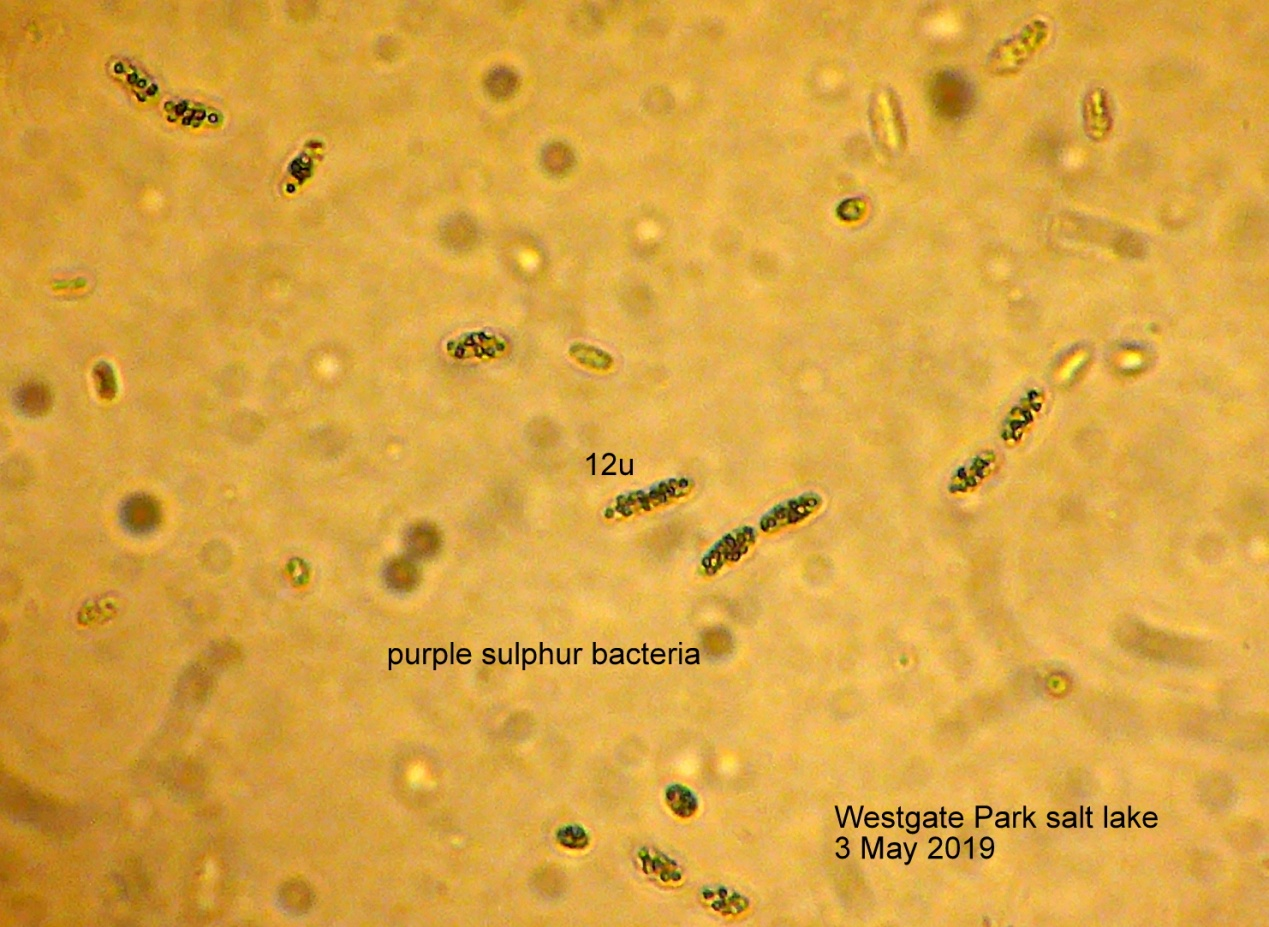 12u
purple sulphur bacteria
Westgate Park salt lake
3 May 2019